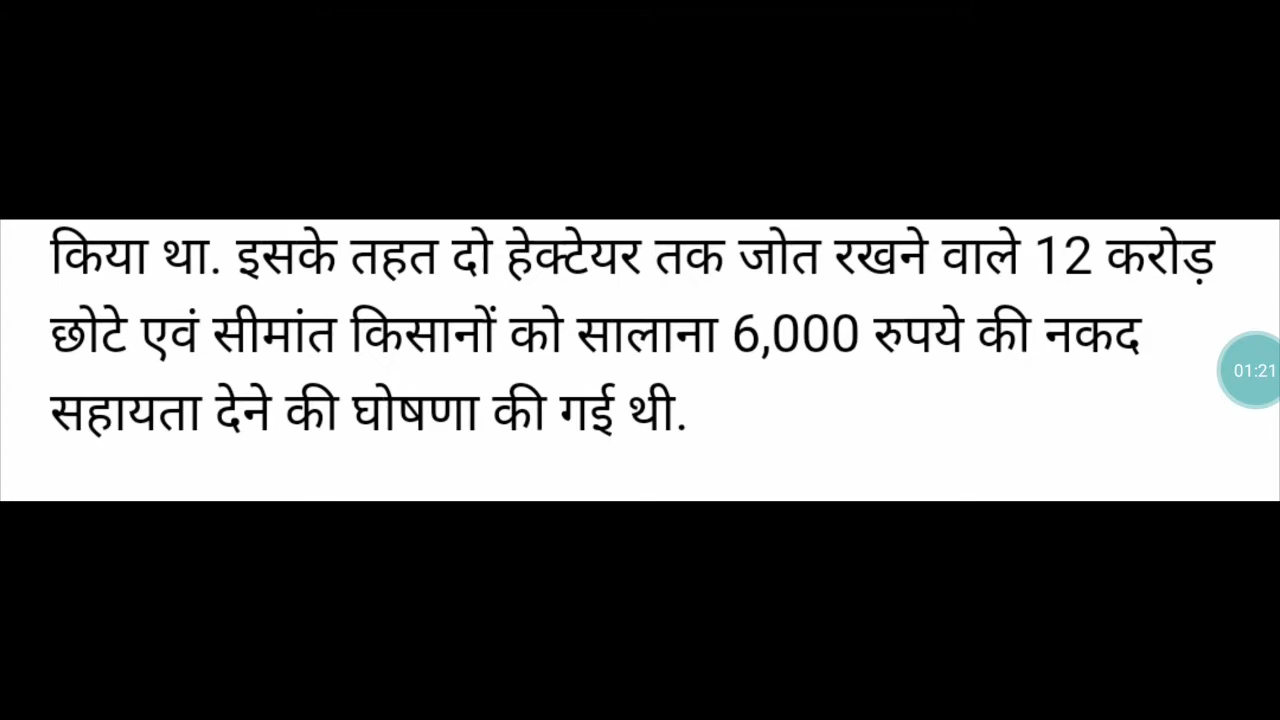 किया था. इसके तहत दो हेक्टेयर तक जोत रखने वाले 12 करोड़
छोटे एवं सीमांत किसानों को सालाना 6,000 रुपये की नकद
01:21
सहायता देने की घोषणा की गई थी.